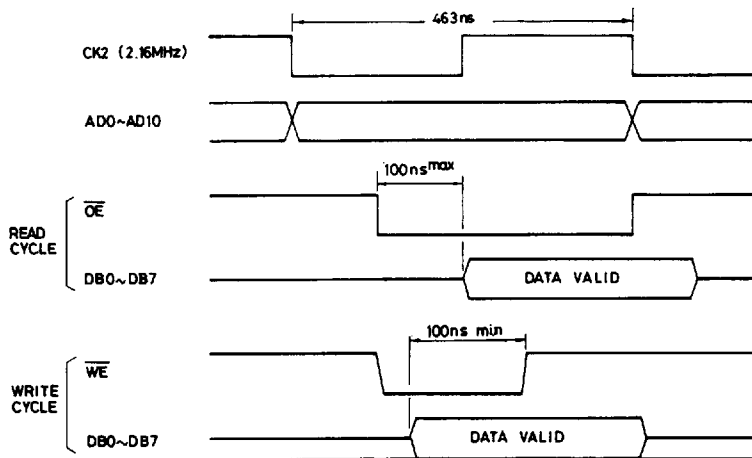 463ns
CK2 (2.16MHz)
AD0~AD10
100ns max
READ CYCLE
OE
DB0~DB7
DATA VALID
100ns min
WRITE CYCLE
WE
DB0~DB7
DATA VALID